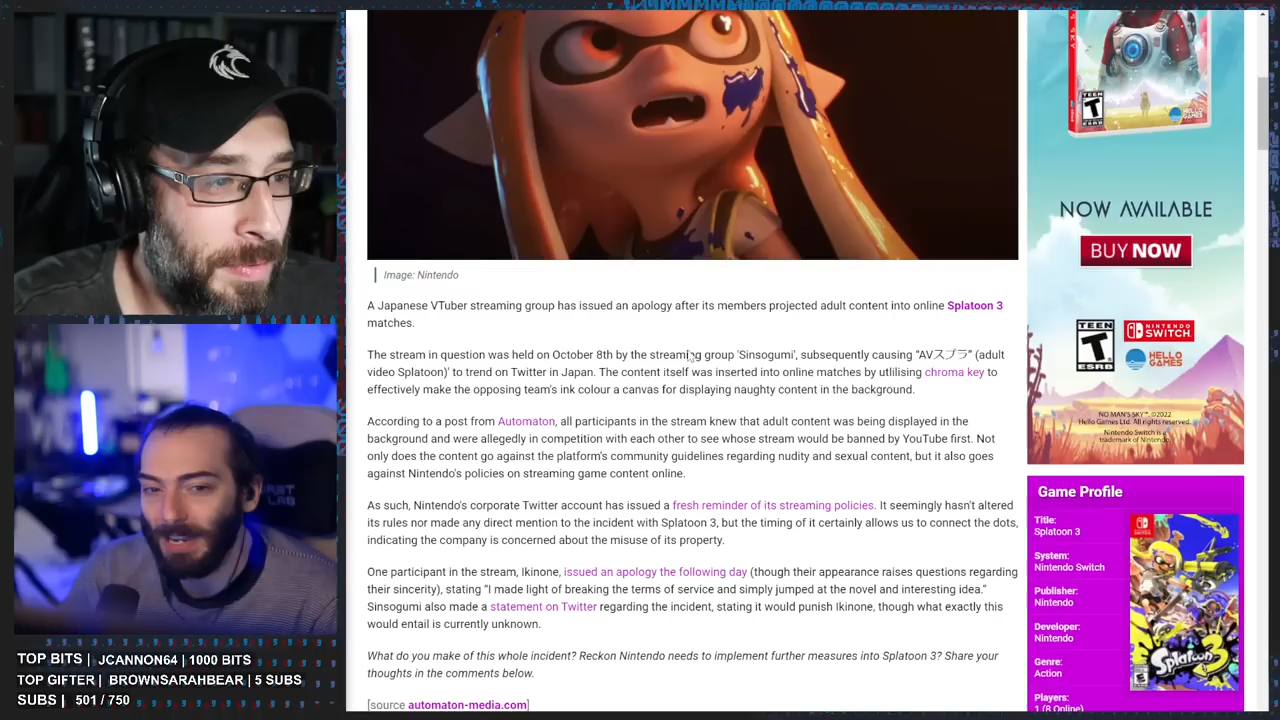 Image: Nintendo
A Japanese VTuber streaming group has issued an apology after its members projected adult content into online Splatoon 3
matches.
The stream in question was held on October 8th by the streaming group 'Sinsogumi', subsequently causing “AVスプラ” (adult
video Splatoon)' to trend on Twitter in Japan. The content itself was inserted into online matches by utlilising chroma key to
effectively make the opposing team's ink colour a canvas for displaying naughty content in the background.
According to a post from Automaton, all participants in the stream knew that adult content was being displayed in the
background and were allegedly in competition with each other to see whose stream would be banned by YouTube first. Not
only does the content go against the platform's community guidelines regarding nudity and sexual content, but it also goes
against Nintendo's policies on streaming game content online.
As such, Nintendo's corporate Twitter account has issued a fresh reminder of its streaming policies. It seemingly hasn't altered
its rules nor made any direct mention to the incident with Splatoon 3, but the timing of it certainly allows us to connect the dots,
indicating the company is concerned about the misuse of its property.
One participant in the stream, Ikinone, issued an apology the following day (though their appearance raises questions regarding
their sincerity), stating “I made light of breaking the terms of service and simply jumped at the novel and interesting idea.”
Sinsogumi also made a statement on Twitter regarding the incident, stating it would punish Ikinone, though what exactly this
would entail is currently unknown.
What do you make of this whole incident? Reckon Nintendo needs to implement further measures into Splatoon 3? Share your
thoughts in the comments below.
[source automaton-media.com]
SKY
TEEN
T
ESRB
HELLO GAMES
NOW AVAILABLE
BUY NOW
TEEN
T
ESRB
NINTENDO SWITCH
HELLO GAMES
NO MAN'S SKY™, ©2022
Hello Games Ltd. All rights reserved.
Nintendo Switch is a
trademark of Nintendo.
Game Profile
Title:
Splatoon 3
System:
Nintendo Switch
Publisher:
Nintendo
Developer:
Nintendo
Genre:
Action
Players:
1 (8 Online)
Splatoon 3
TOP BITS | JCANNON64 | 1000 BITS
TOP GIFTER | BROWNSARAHBEAR | 5 SUBS
SUBS | 501 / 750